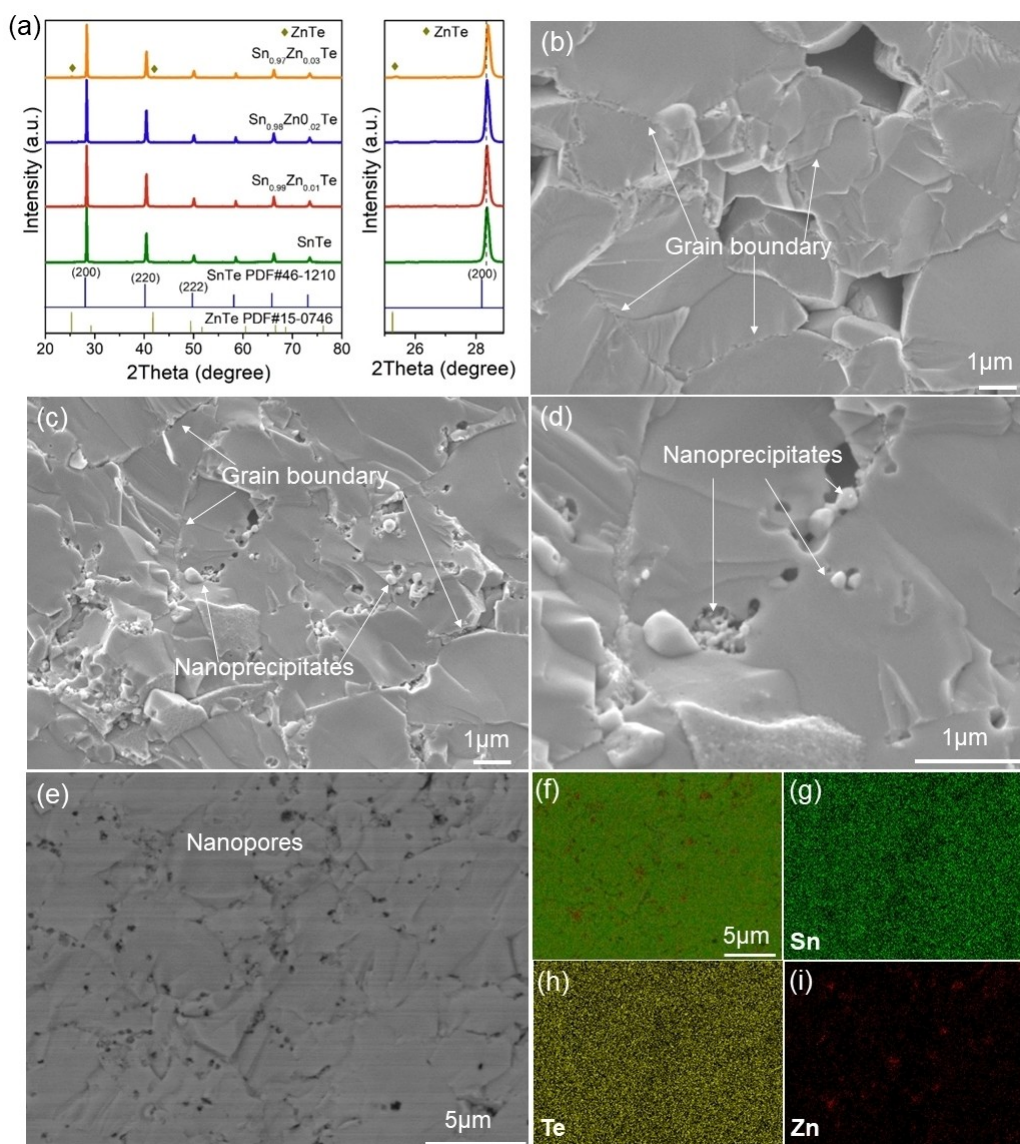 (a)
ZnTe
Sn0.97Zn0.03Te
Sn0.98Zn0.02Te
Sn0.99Zn0.01Te
SnTe
(200)
(220)
(222)
SnTe PDF#46-1210
ZnTe PDF#15-0746
Intensity (a.u.)
20 30 40 50 60 70 80
2Theta (degree)
ZnTe
(200)
Intensity (a.u.)
26 28
2Theta (degree)
(b)
Grain boundary
1μm
(c)
Grain boundary
Nanoprecipitates
1μm
(d)
Nanoprecipitates
1μm
(e)
Nanopores
5μm
(f)
5μm
(g)
Sn
(h)
Te
(i)
Zn